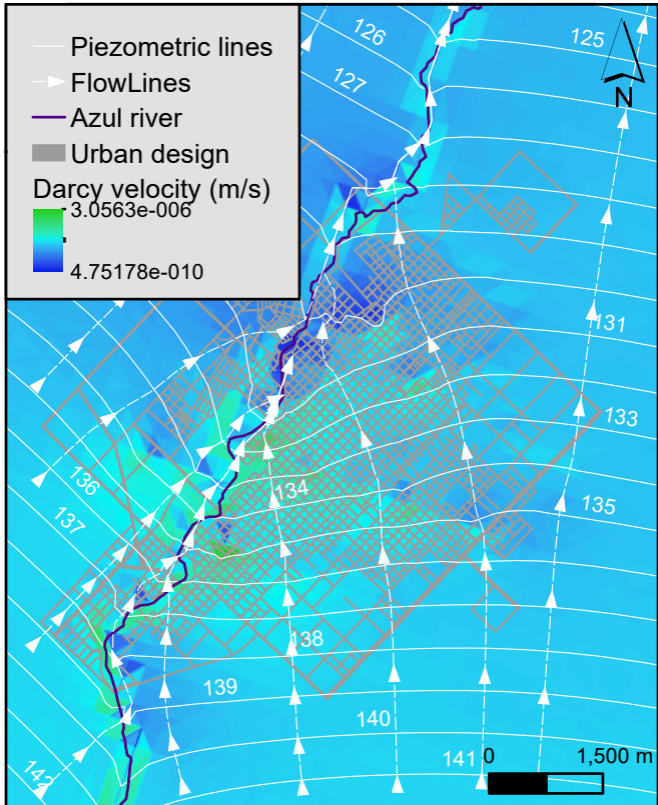 Piezometric lines
FlowLines
Azul river
Urban design
Darcy velocity (m/s)
3.0563e-006
4.75178e-010
126
127
125
N
131
133
136
137
134
135
138
139
140
141
142
0
1,500 m